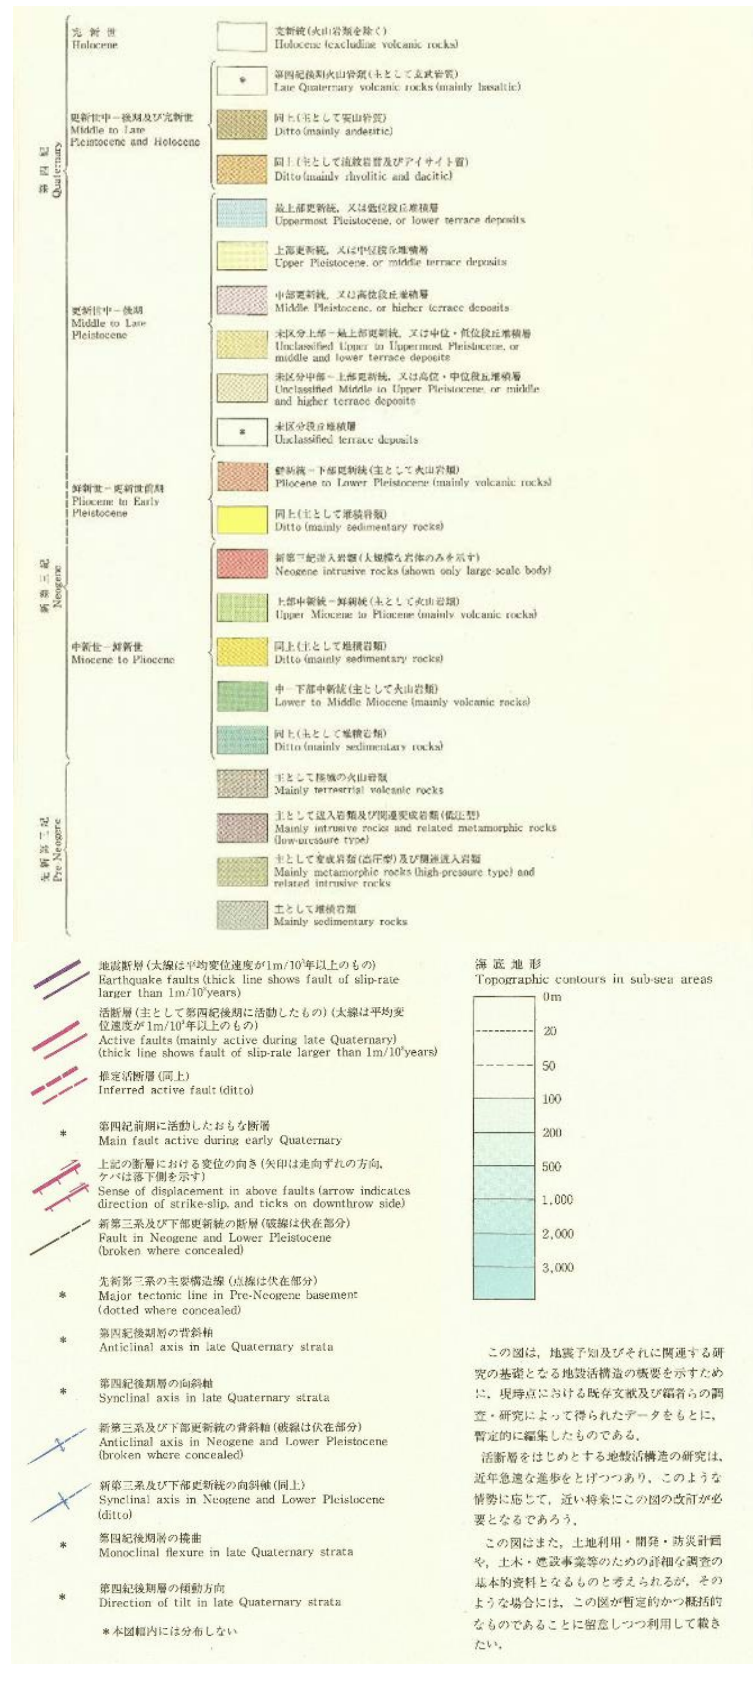 第四紀
Quaternary
新第三紀
Neogene
先新第三紀
Pre-Neogene
完新世
Holocene
完新統(火山岩類を除く)
Holocene (excluding volcanic rocks)
更新世中−後期及び完新世
Middle to Late
Pleistocene and Holocene
*
第四紀後期火山岩類(主として玄武岩質)
Late Quaternary volcanic rocks (mainly basaltic)
同上(主として安山岩質)
Ditto (mainly andesitic)
同上(主として流紋岩質及びデイサイト質)
Ditto (mainly rhyolitic and dacitic)
更新世中−後期
Middle to Late
Pleistocene
最上部更新統，又は低位段丘堆積層
Uppermost Pleistocene, or lower terrace deposits
上部更新統，又は中位段丘堆積層
Upper Pleistocene, or middle terrace deposits
中部更新統，又は高位段丘堆積層
Middle Pleistocene, or higher terrace deposits
未区分上部−最上部更新統，又は中位・低位段丘堆積層
Unclassified Upper to Uppermost Pleistocene, or
middle and lower terrace deposits
未区分中部−上部更新統，又は高位・中位段丘堆積層
Unclassified Middle to Upper Pleistocene, or middle
and higher terrace deposits
*
未区分段丘堆積層
Unclassified terrace deposits
鮮新世−更新世前期
Pliocene to Early
Pleistocene
鮮新統−下部更新統(主として火山岩類)
Pliocene to Lower Pleistocene (mainly volcanic rocks)
同上(主として堆積岩類)
Ditto (mainly sedimentary rocks)
中新世−鮮新世
Miocene to Pliocene
新第三紀迸入岩類(大規模な岩体のみを示す)
Neogene intrusive rocks (shown only large-scale body)
上部中新統−鮮新統(主として火山岩類)
Upper Miocene to Pliocene (mainly volcanic rocks)
同上(主として堆積岩類)
Ditto (mainly sedimentary rocks)
中−下部中新統(主として火山岩類)
Lower to Middle Miocene (mainly volcanic rocks)
同上(主として堆積岩類)
Ditto (mainly sedimentary rocks)
主として陸域の火山岩類
Mainly terrestrial volcanic rocks
主として迸入岩類及び関連変成岩類(低圧型)
Mainly intrusive rocks and related metamorphic rocks
(low-pressure type)
主として変成岩類(高圧型)及び関連迸入岩類
Mainly metamorphic rocks (high-pressure type) and
related intrusive rocks
主として堆積岩類
Mainly sedimentary rocks
地震断層(太線は平均変位速度が1m/10³年以上のもの)
Earthquake faults (thick line shows fault of slip-rate
larger than 1m/10³years)
活断層(主として第四紀後期に活動したもの)(太線は平均変
位速度が1m/10³年以上のもの)
Active faults (mainly active during late Quaternary)
(thick line shows fault of slip-rate larger than 1m/10³years)
推定活断層(同上)
Inferred active fault (ditto)
*
第四紀前期に活動したおもな断層
Main fault active during early Quaternary
上記の断層における変位の向き(矢印は走向ずれの方向，
ケバは落下側を示す)
Sense of displacement in above faults (arrow indicates
direction of strike-slip, and ticks on downthrow side)
新第三系及び下部更新統の断層(破線は伏在部分)
Fault in Neogene and Lower Pleistocene
(broken where concealed)
*
先新第三系の主要構造線(点線は伏在部分)
Major tectonic line in Pre-Neogene basement
(dotted where concealed)
*
第四紀後期層の背斜軸
Anticlinal axis in late Quaternary strata
*
第四紀後期層の向斜軸
Synclinal axis in late Quaternary strata
新第三系及び下部更新統の背斜軸(破線は伏在部分)
Anticlinal axis in Neogene and Lower Pleistocene
(broken where concealed)
新第三系及び下部更新統の向斜軸(同上)
Synclinal axis in Neogene and Lower Pleistocene
(ditto)
*
第四紀後期層の撓曲
Monoclinal flexure in late Quaternary strata
*
第四紀後期層の傾動方向
Direction of tilt in late Quaternary strata
*本図幅内には分布しない
海底地形
Topographic contours in sub-sea areas
0m
20
50
100
200
500
1,000
2,000
3,000
この図は，地震予知及びそれに関連する研
究の基礎となる地殻活構造の概要を示すため
に，現時点における既存文献及び編者らの調
査・研究によって得られたデータをもとに，
暫定的に編集したものである。
活断層をはじめとする地殻活構造の研究は，
近年急速な進歩をとげつつあり，このような
情勢に応じて，近い将来にこの図の改訂が必
要となるであろう。
この図はまた，土地利用・開発・防災計画
や，土木・建設事業等のための詳細な調査の
基本的資料となるものと考えられるが，その
ような場合には，この図が暫定的かつ概括的
なものであることに留意しつつ利用して戴き
たい。